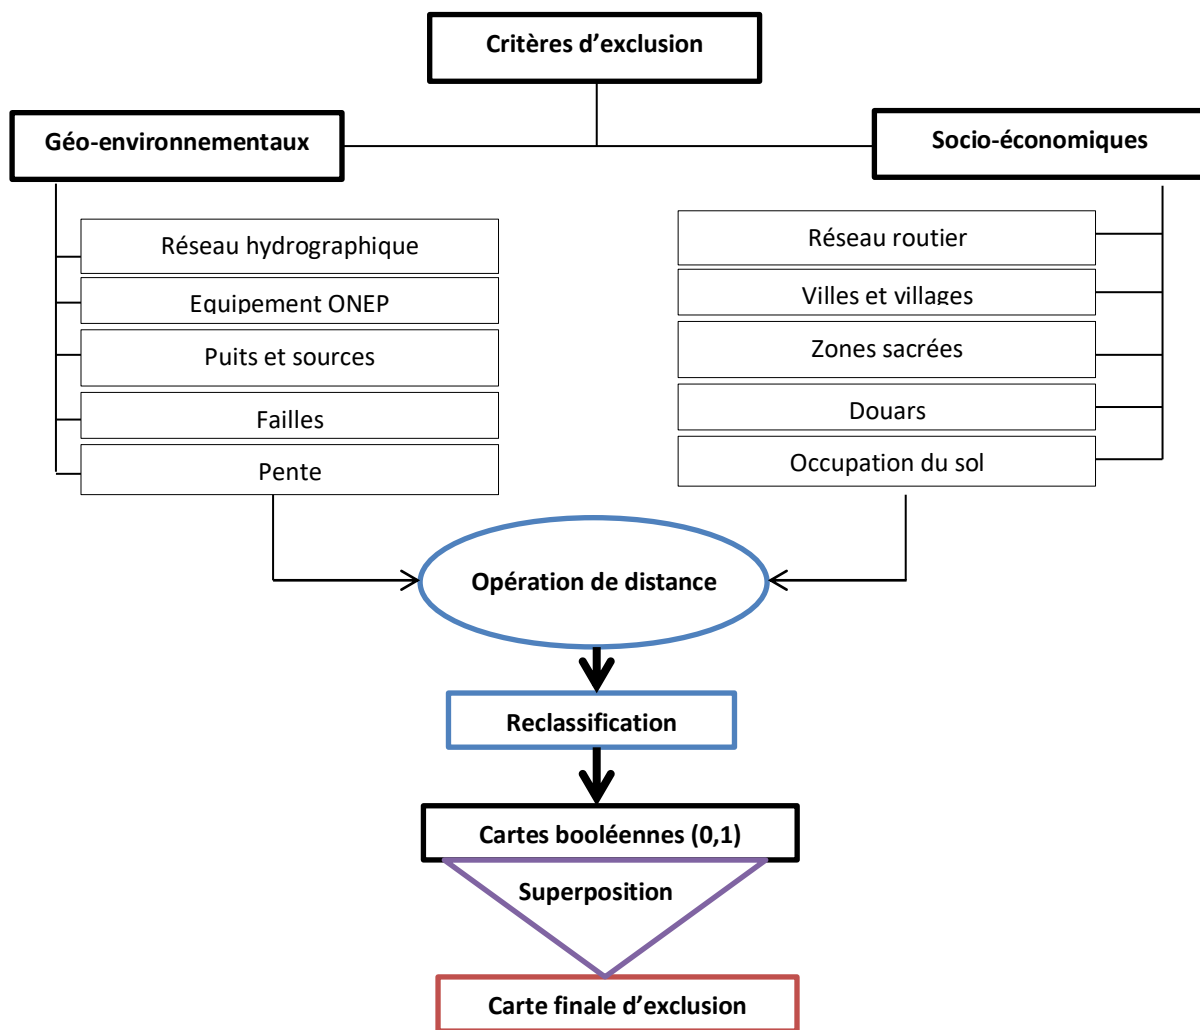 Critères d’exclusion
Géo-environnementaux
Socio-économiques
Réseau hydrographique
Equipement ONEP
Puits et sources
Failles
Pente
Réseau routier
Villes et villages
Zones sacrées
Douars
Occupation du sol
Opération de distance
Reclassification
Cartes booléennes (0,1)
Superposition
Carte finale d’exclusion